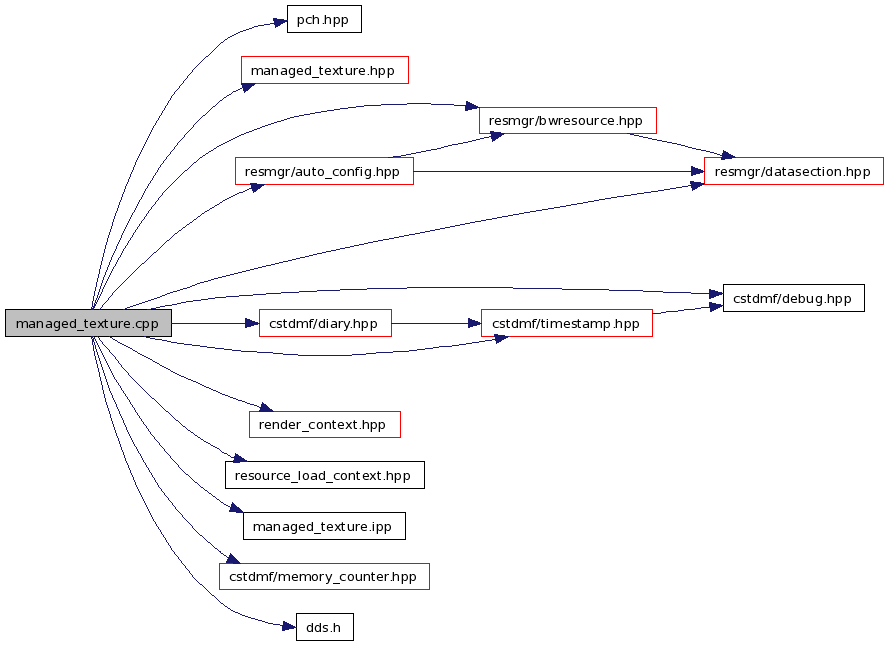 pch.hpp
managed_texture.hpp
resmgr/bwresource.hpp
resmgr/auto_config.hpp
resmgr/datasection.hpp
cstdmf/debug.hpp
managed_texture.cpp
cstdmf/diary.hpp
cstdmf/timestamp.hpp
render_context.hpp
resource_load_context.hpp
managed_texture.ipp
cstdmf/memory_counter.hpp
dds.h